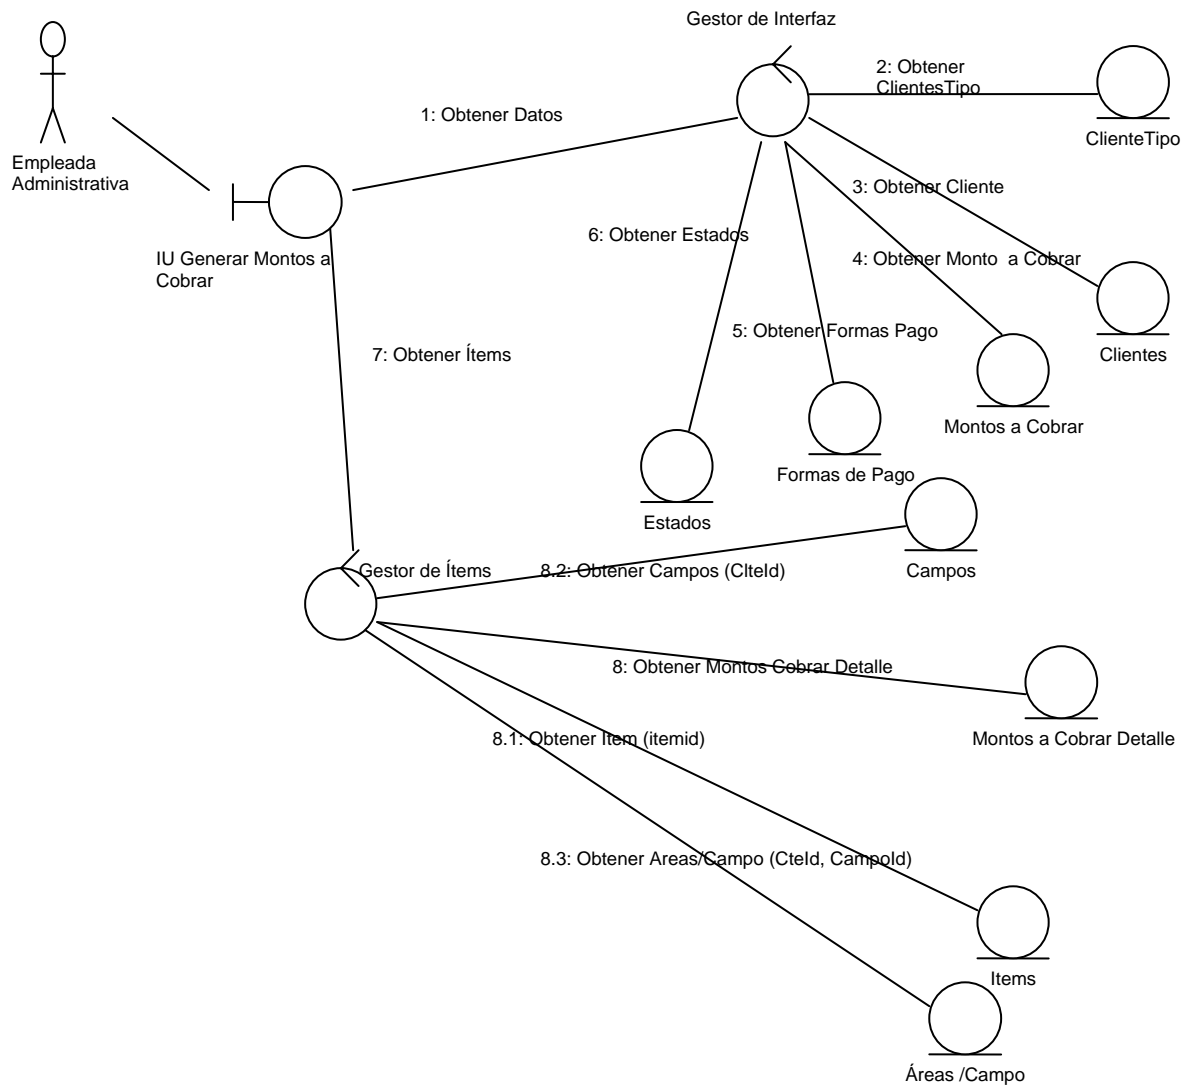 Gestor de Interfaz
2: Obtener
ClientesTipo
1: Obtener Datos
ClienteTipo
Empleada
Administrativa
3: Obtener Cliente
6: Obtener Estados
IU Generar Montos a
Cobrar
4: Obtener Monto  a Cobrar
5: Obtener Formas Pago
7: Obtener Ítems
Clientes
Montos a Cobrar
Formas de Pago
Estados
Gestor de Ítems
8.2: Obtener Campos (ClteId)
Campos
8: Obtener Montos Cobrar Detalle
8.1: Obtener Item (itemid)
Montos a Cobrar Detalle
8.3: Obtener Areas/Campo (CteId, CampoId)
Items
Áreas /Campo